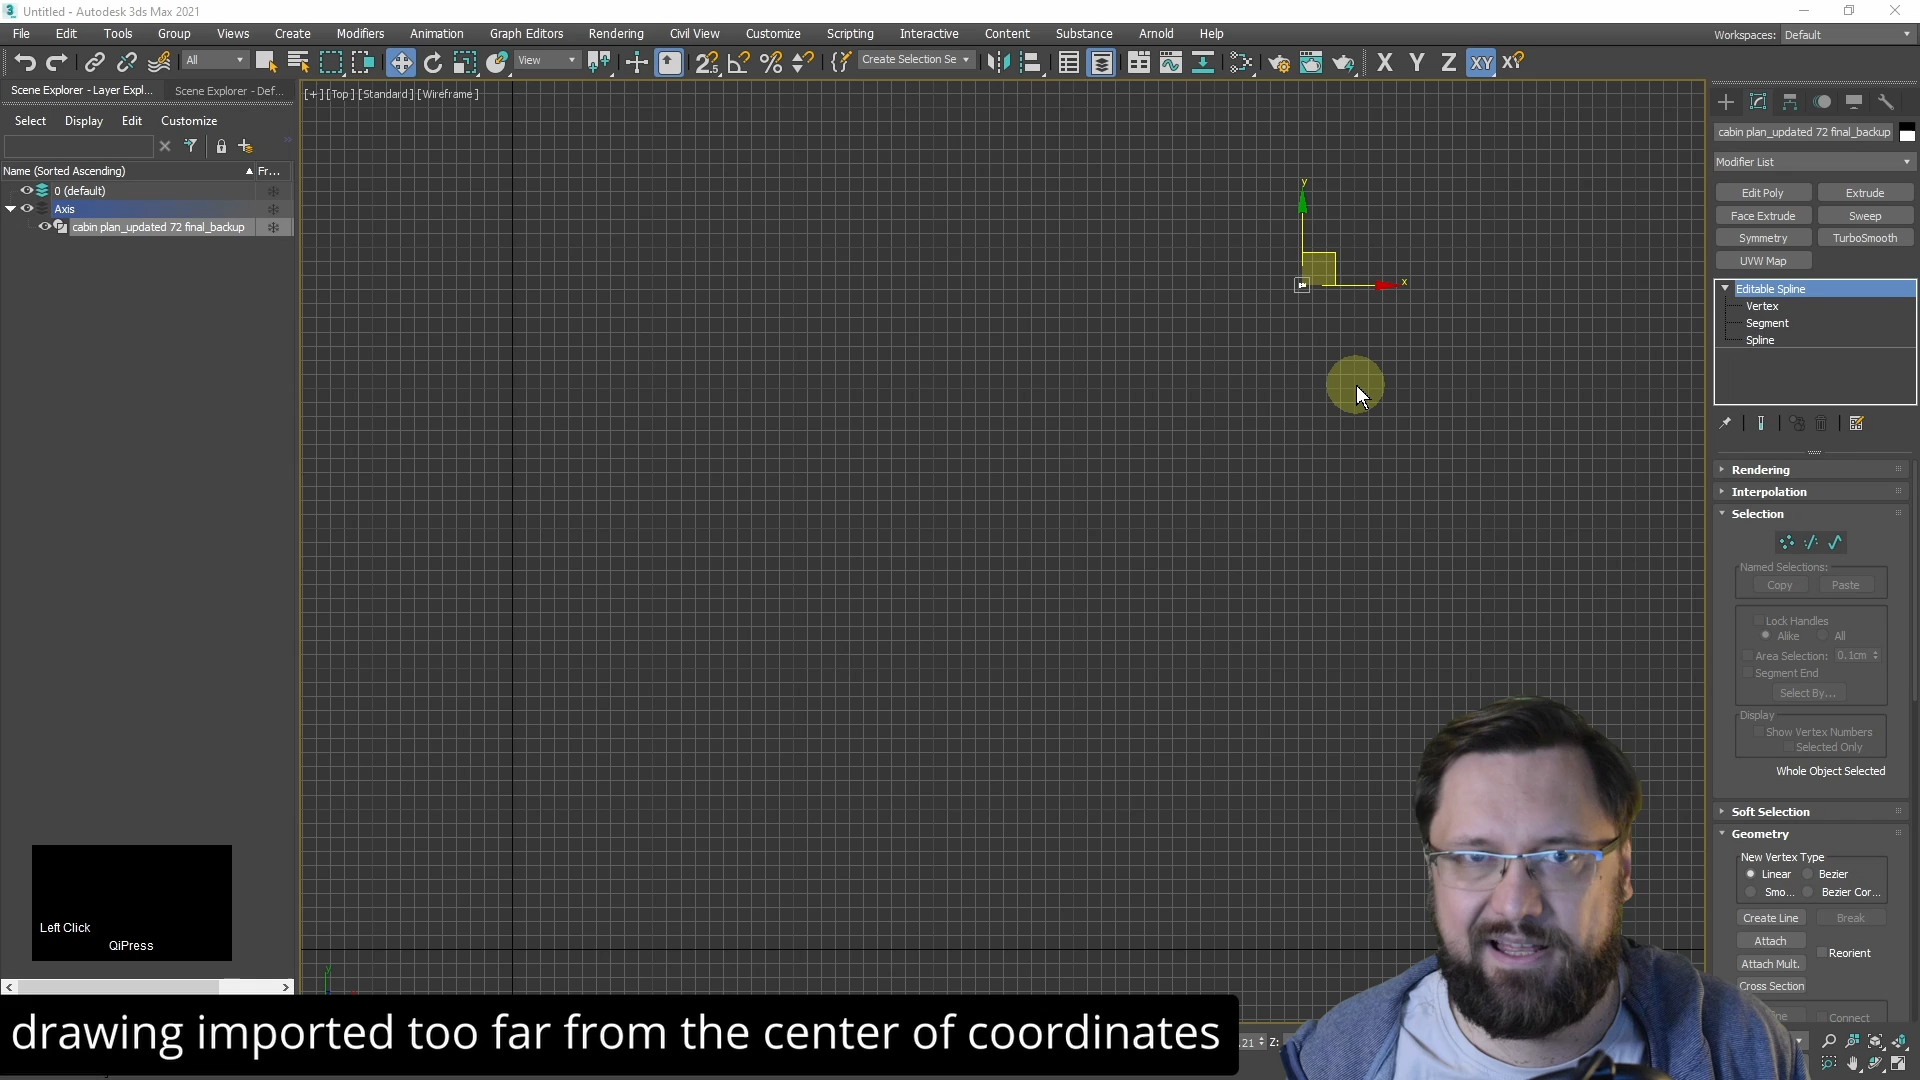 Untitled - Autodesk 3ds Max 2021
File Edit Tools Group Views Create Modifiers Animation Graph Editors Rendering Civil View Customize Scripting Interactive Content Substance Arnold Help
Workspaces: Default
All
View
Create Selection Se
X Y Z XY
Scene Explorer - Layer Expl...
Scene Explorer - Def...
[+] [Top] [Standard] [Wireframe]
Select Display Edit Customize
Name (Sorted Ascending)
Fr...
0 (default)
Axis
cabin plan_updated 72 final_backup
y
x
cabin plan_updated 72 final_backup
Modifier List
Edit Poly
Extrude
Face Extrude
Sweep
Symmetry
TurboSmooth
UVW Map
Editable Spline
Vertex
Segment
Spline
Rendering
Interpolation
Selection
Named Selections:
Copy
Paste
Lock Handles
Alike
All
Area Selection: 0.1cm
Segment End
Select By...
Display
Show Vertex Numbers
Selected Only
Whole Object Selected
Soft Selection
Geometry
New Vertex Type
Linear
Bezier
Smo...
Bezier Cor...
Create Line
Break
Attach
Reorient
Attach Mult.
Cross Section
Connect
Left Click
QiPress
y
.21
Z:
drawing imported too far from the center of coordinates